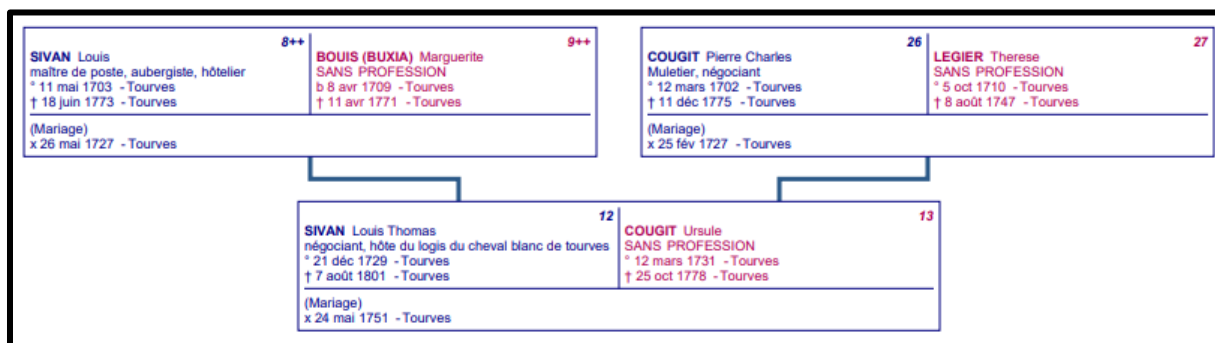 8++
SIVAN Louis
maître de poste, aubergiste, hôtelier
° 11 mai 1703 - Tourves
† 18 juin 1773 - Tourves
9++
BOUIS (BUXIA) Marguerite
SANS PROFESSION
b 8 avr 1709 - Tourves
† 11 avr 1771 - Tourves
(Mariage)
x 26 mai 1727 - Tourves
26
COUGIT Pierre Charles
Muletier, négociant
° 12 mars 1702 - Tourves
† 11 déc 1775 - Tourves
27
LEGIER Therese
SANS PROFESSION
° 5 oct 1710 - Tourves
† 8 août 1747 - Tourves
(Mariage)
x 25 fév 1727 - Tourves
12
SIVAN Louis Thomas
négociant, hôte du logis du cheval blanc de tourves
° 21 déc 1729 - Tourves
† 7 août 1801 - Tourves
13
COUGIT Ursule
SANS PROFESSION
° 12 mars 1731 - Tourves
† 25 oct 1778 - Tourves
(Mariage)
x 24 mai 1751 - Tourves